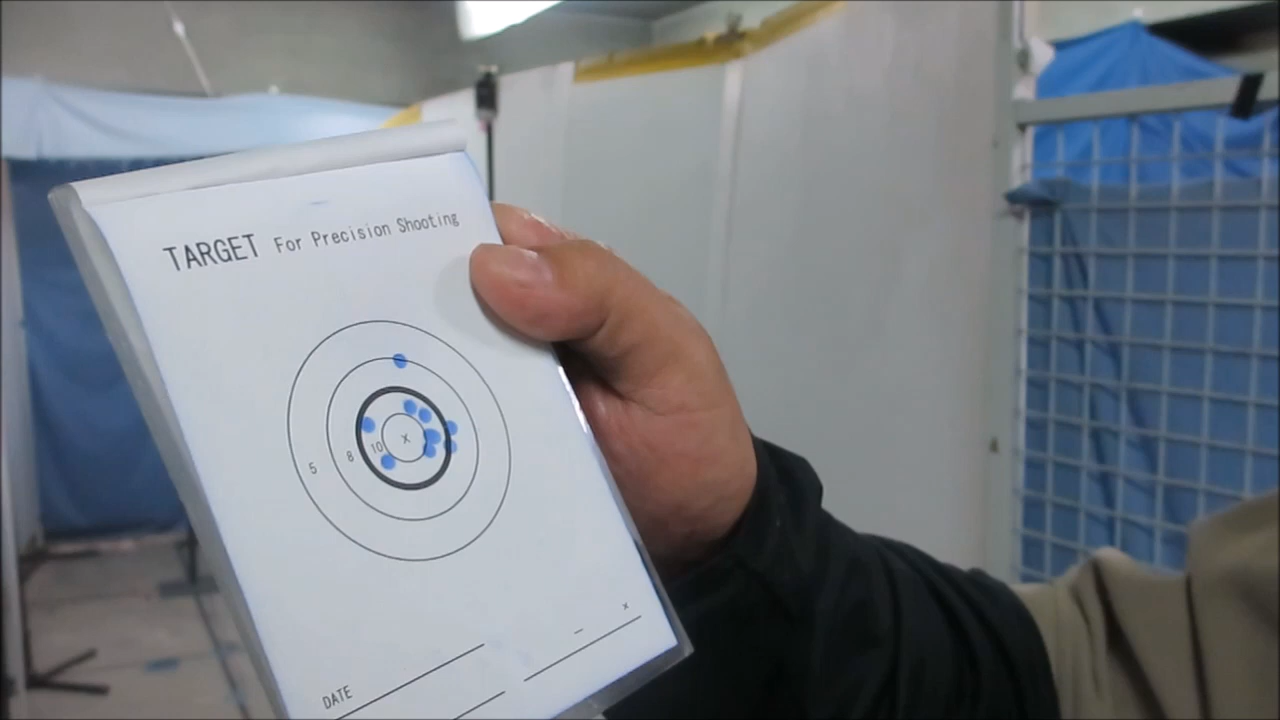 TARGET For Precision Shooting
5 8 10 X
— x
DATE